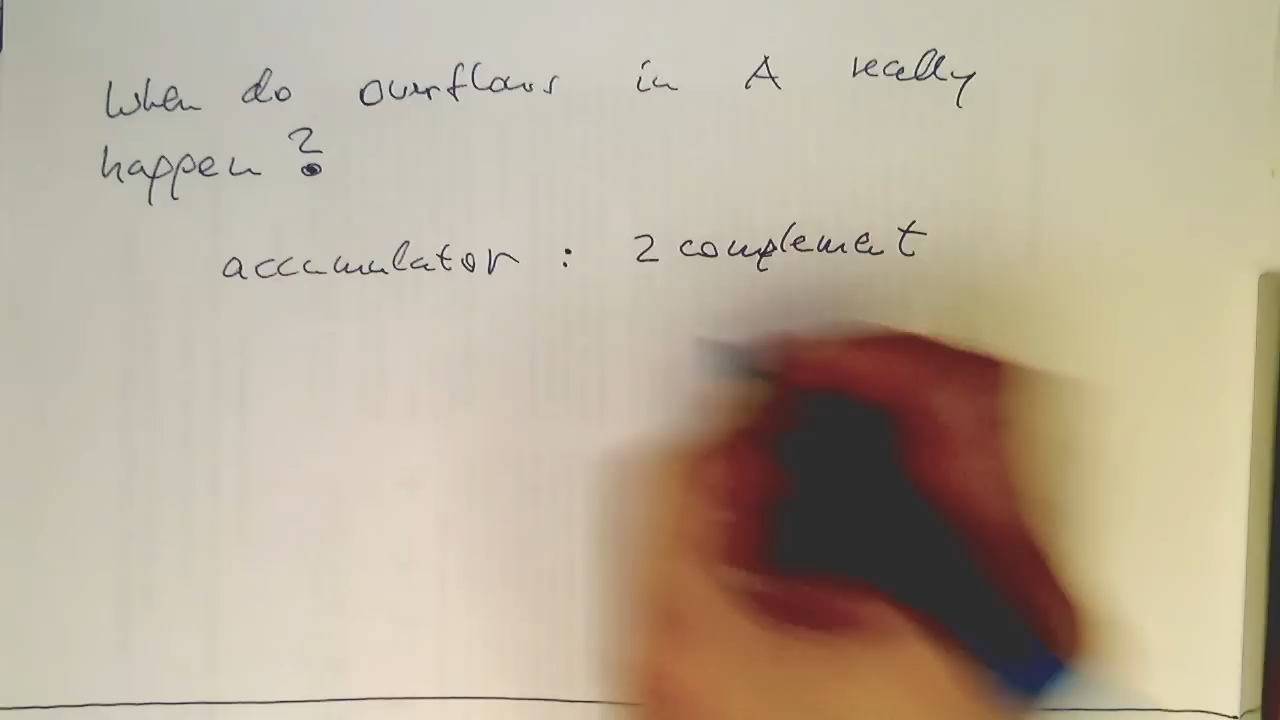 When do overflows in A really
happen?
accumulator : 2 complement